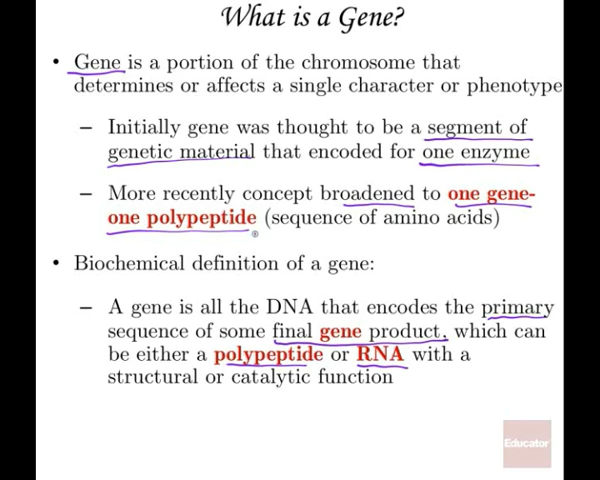 What is a Gene?
• Gene is a portion of the chromosome that
determines or affects a single character or phenotype
– Initially gene was thought to be a segment of
genetic material that encoded for one enzyme
– More recently concept broadened to one gene-
one polypeptide (sequence of amino acids)
• Biochemical definition of a gene:
– A gene is all the DNA that encodes the primary
sequence of some final gene product, which can
be either a polypeptide or RNA with a
structural or catalytic function
Educator